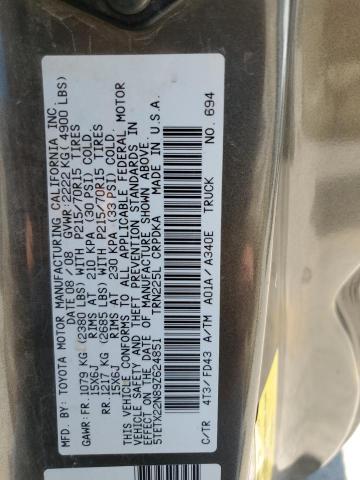 MFD. BY: TOYOTA MOTOR MANUFACTURING CALIFORNIA INC.
DATE 08 / 08 GVWR: 2222 KG( 4900 LBS)
GAWR:FR. 1079 KG (2380 LBS) WITH P215/70R15 TIRES
15X6J RIMS AT 210 KPA (30 PSI) COLD.
RR. 1217 KG (2685 LBS) WITH P215/70R15 TIRES
15X6J RIMS AT 230 KPA (33 PSI) COLD.
THIS VEHICLE CONFORMS TO ALL APPLICABLE FEDERAL MOTOR
VEHICLE SAFETY AND THEFT PREVENTION STANDARDS IN
EFFECT ON THE DATE OF MANUFACTURE SHOWN ABOVE.
5TETX22N89Z624851 TRN225L CRPDKA MADE IN U.S.A.
C/TR 4T3/FD43 A/TM A01A/ A340E TRUCK NO. 694